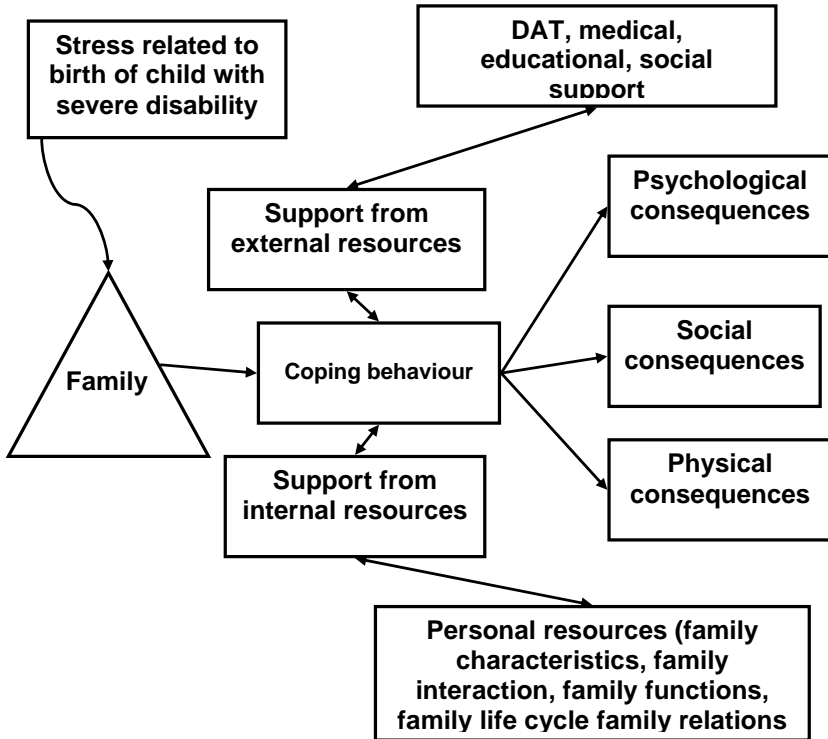 Stress related to
birth of child with
severe disability
DAT, medical,
educational, social
support
Support from
external resources
Psychological
consequences
Family
Coping behaviour
Social
consequences
Support from
internal resources
Physical
consequences
Personal resources (family
characteristics, family
interaction, family functions,
family life cycle family relations